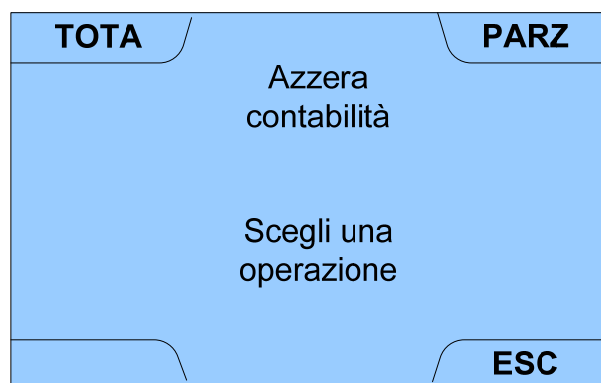 TOTA PARZ
Azzera
contabilità
Scegli una
operazione
ESC